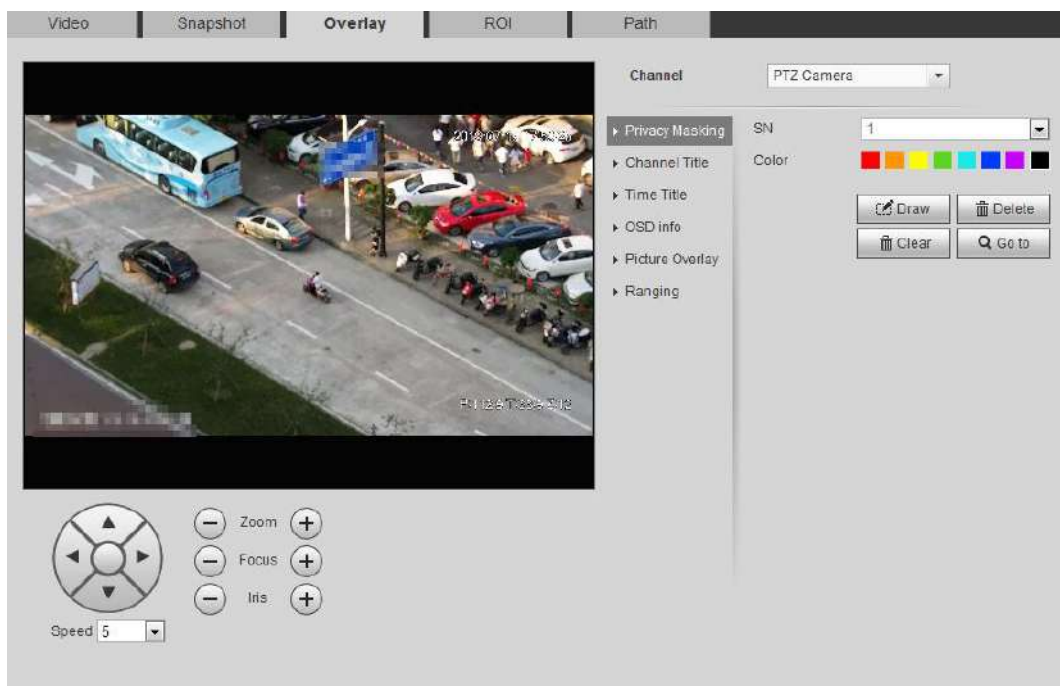 Video Snapshot Overlay ROI Path
Channel PTZ Camera
Privacy Masking
Channel Title
Time Title
OSD info
Picture Overlay
Ranging
SN 1
Color
Draw Delete
Clear Go to
Zoom
Focus
Iris
Speed 5